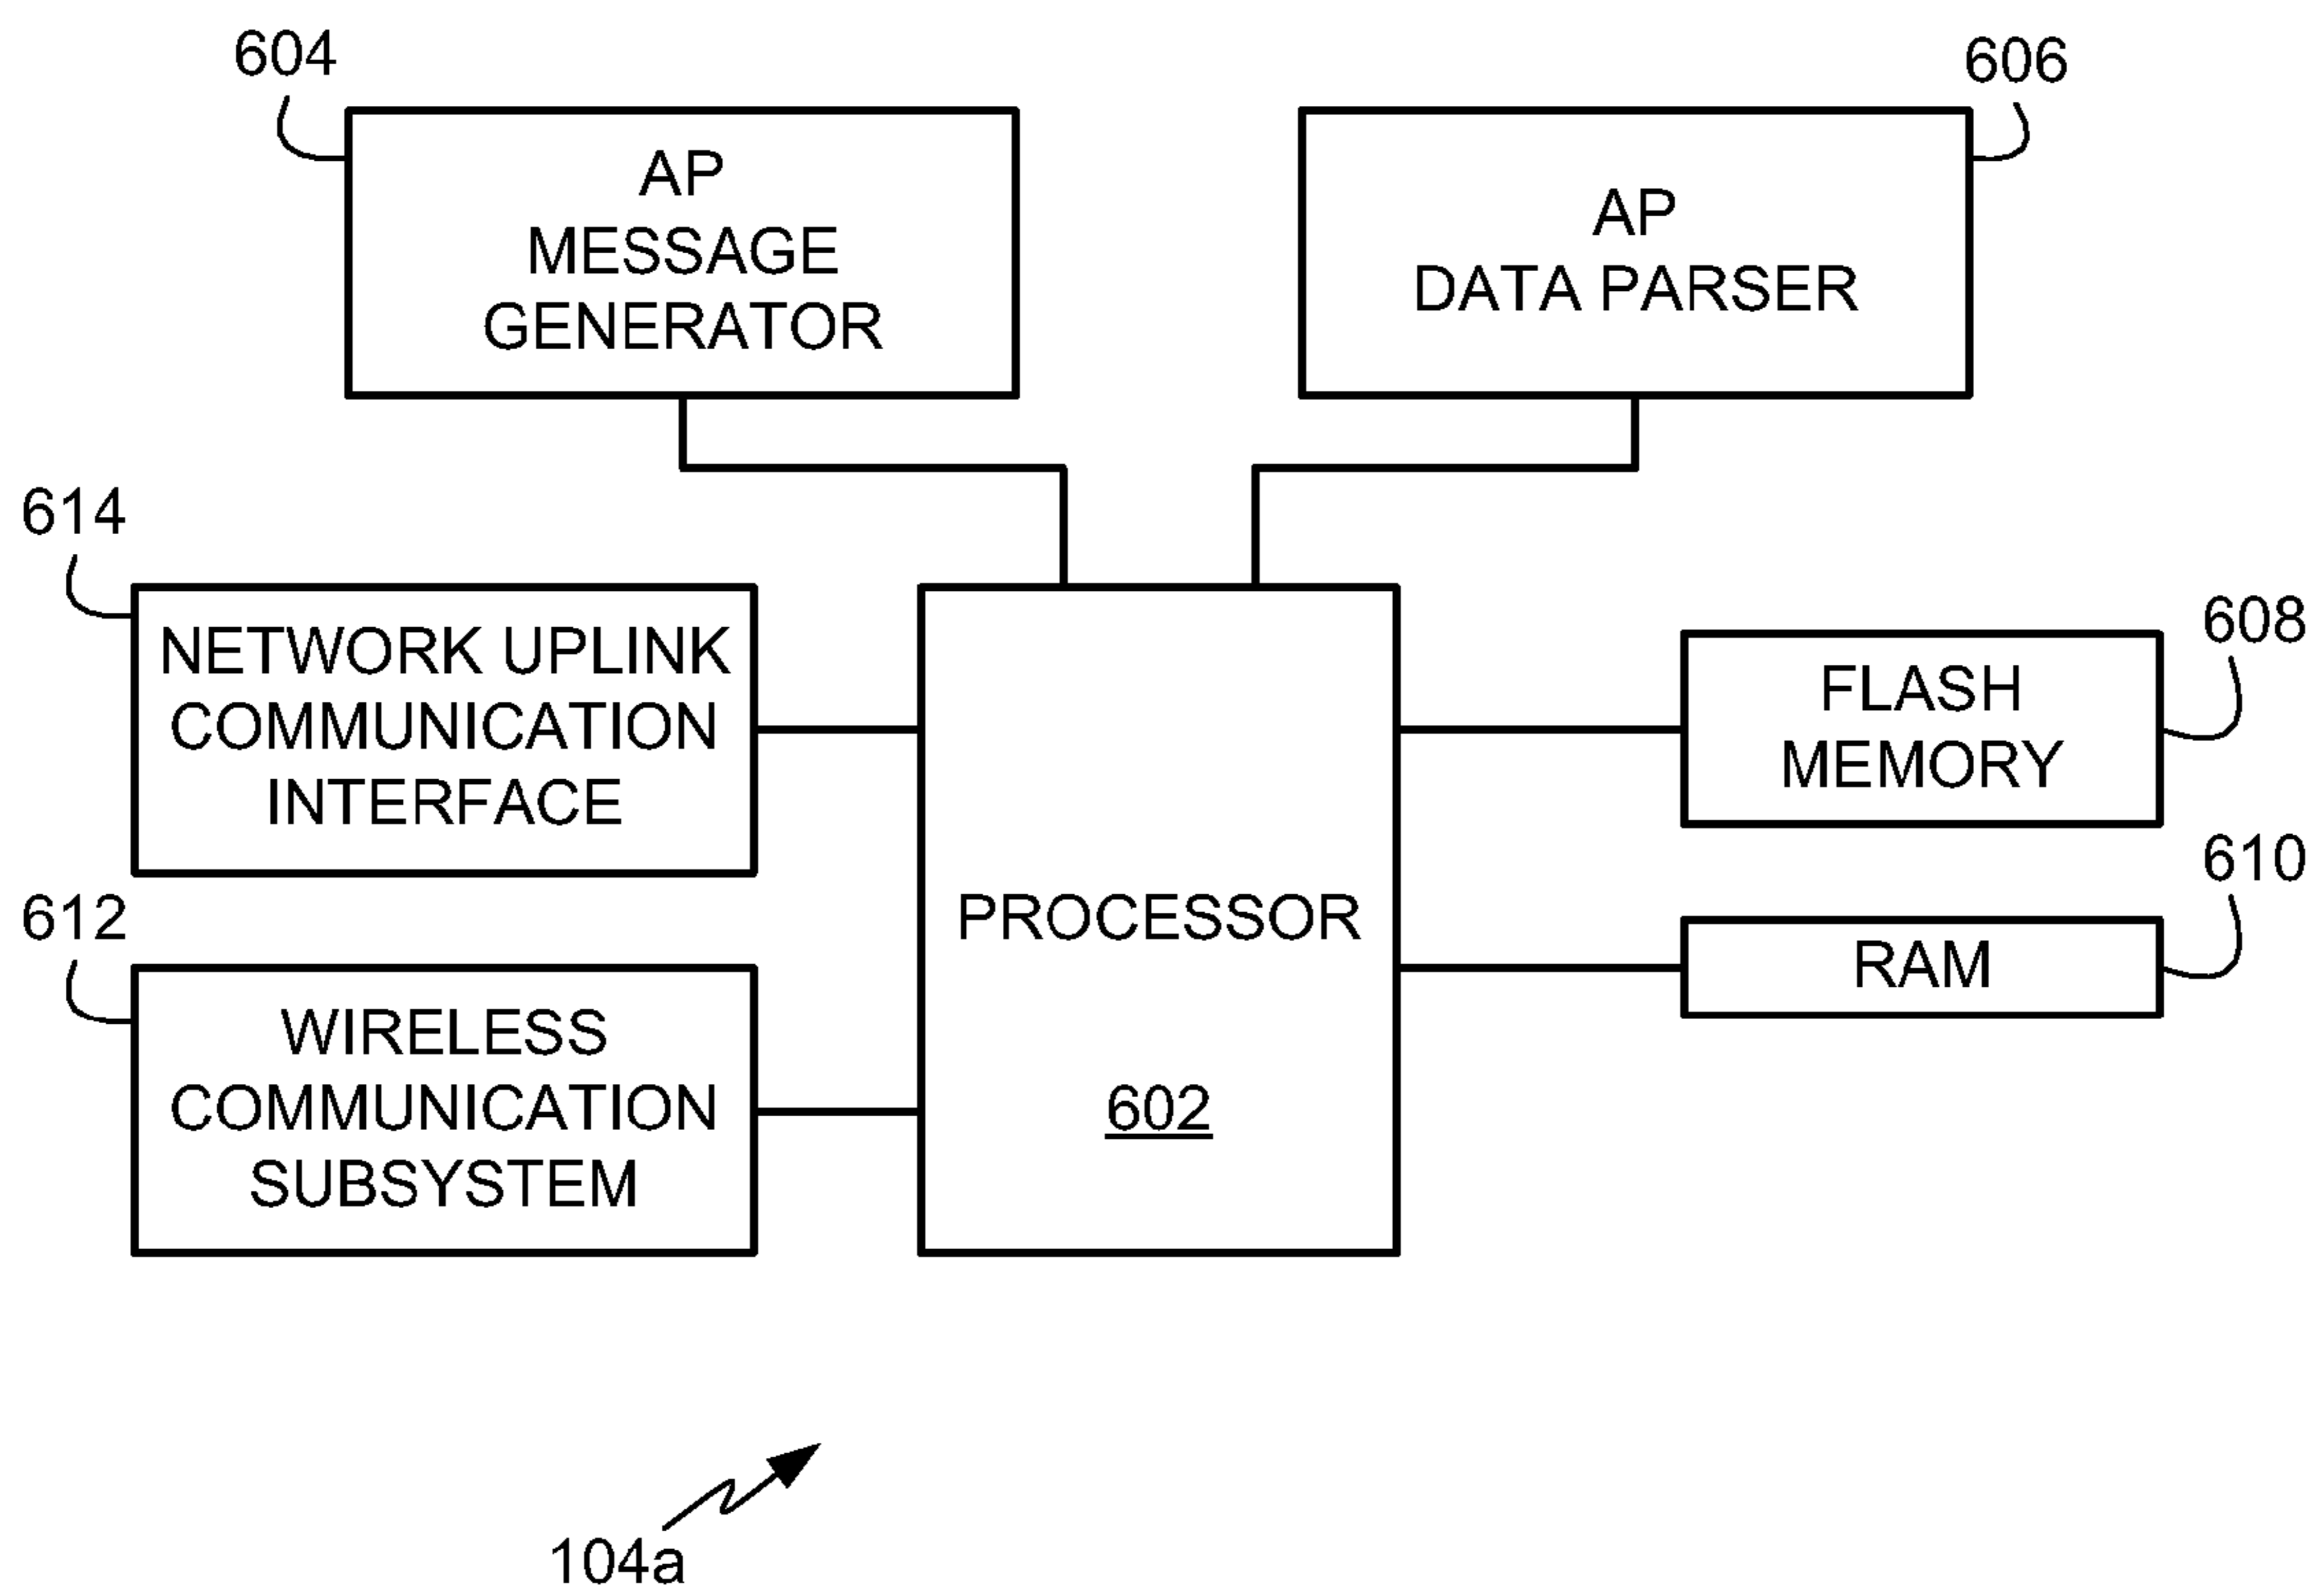 604
606
AP
MESSAGE
GENERATOR
AP
DATA PARSER
614
NETWORK UPLINK
COMMUNICATION
INTERFACE
608
FLASH
MEMORY
612
WIRELESS
COMMUNICATION
SUBSYSTEM
PROCESSOR
602
610
RAM
104a